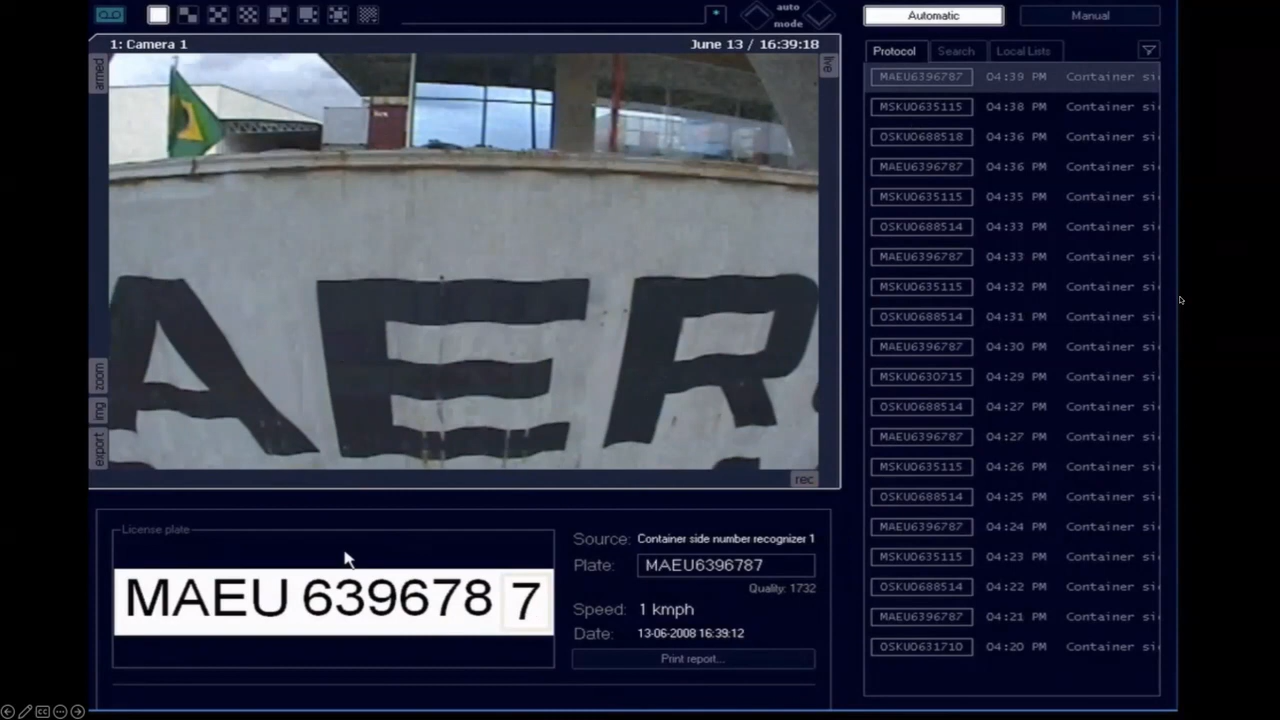 auto
mode
Automatic
Manual
1: Camera 1
June 13 / 16:39:18
armed
live
Protocol
Search
Local Lists
MAEU6396787 04:39 PM Container si
MSKU0635115 04:38 PM Container si
OSKU0688518 04:36 PM Container si
MAEU6396787 04:36 PM Container si
MSKU0635115 04:35 PM Container si
OSKU0688514 04:33 PM Container si
MAEU6396787 04:33 PM Container si
MSKU0635115 04:32 PM Container si
OSKU0688514 04:31 PM Container si
MAEU6396787 04:30 PM Container si
MSKU0630715 04:29 PM Container si
OSKU0688514 04:27 PM Container si
MAEU6396787 04:27 PM Container si
MSKU0635115 04:26 PM Container si
OSKU0688514 04:25 PM Container si
MAEU6396787 04:24 PM Container si
MSKU0635115 04:23 PM Container si
OSKU0688514 04:22 PM Container si
MAEU6396787 04:21 PM Container si
OSKU0631710 04:20 PM Container si
AER
zoom
img
export
rec
License plate
MAEU 639678 7
Source: Container side number recognizer 1
Plate: MAEU6396787
Quality: 1732
Speed: 1 kmph
Date: 13-06-2008 16:39:12
Print report...